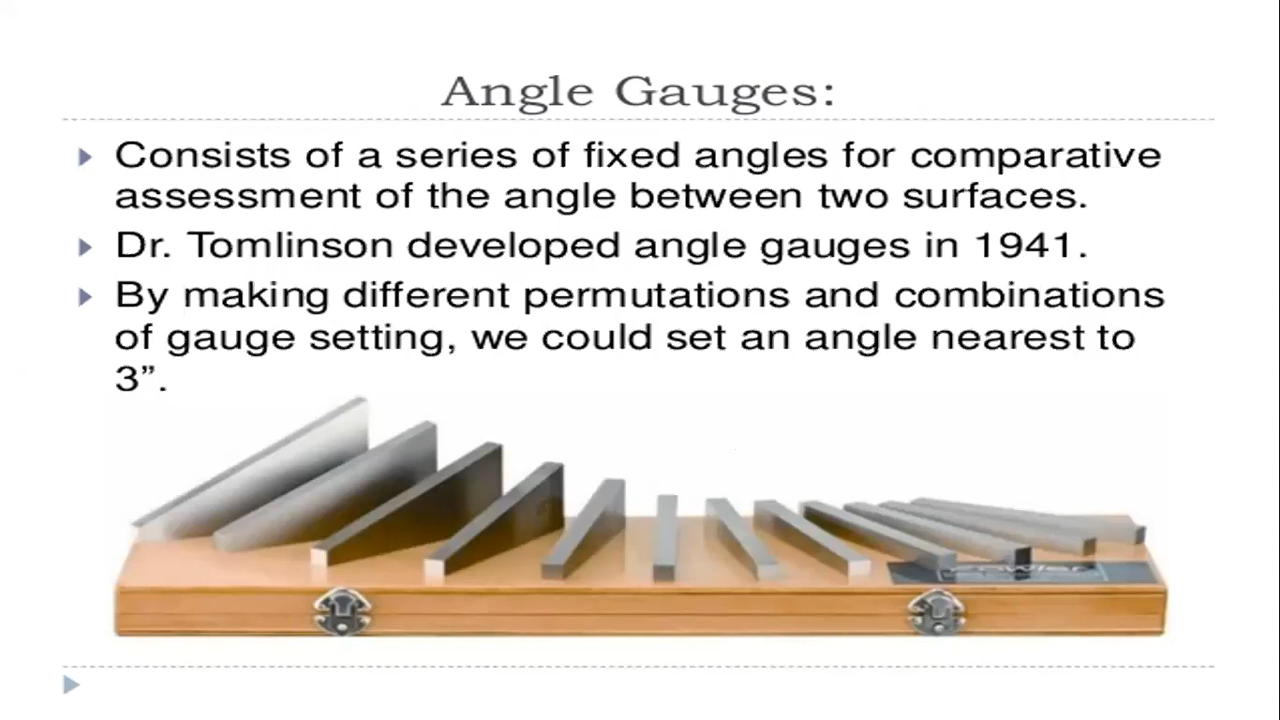 Angle Gauges:
Consists of a series of fixed angles for comparative
assessment of the angle between two surfaces.
Dr. Tomlinson developed angle gauges in 1941.
By making different permutations and combinations
of gauge setting, we could set an angle nearest to
3”.